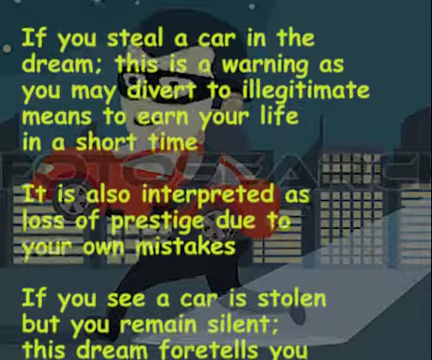 If you steal a car in the
dream; this is a warning as
you may divert to illegitimate
means to earn your life
in a short time
FOTOSEARCH
It is also interpreted as
loss of prestige due to
your own mistakes
If you see a car is stolen
but you remain silent;
this dream foretells you